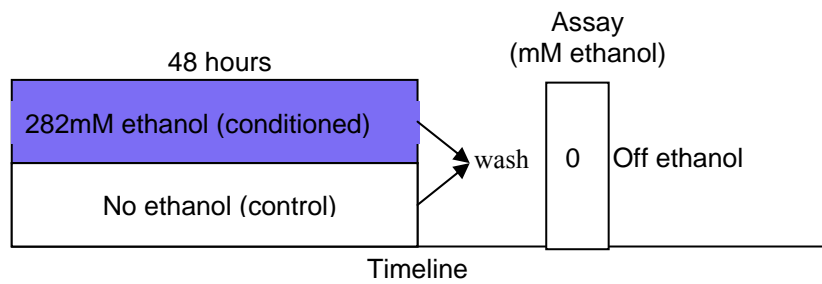 Assay
(mM ethanol)
48 hours
282mM ethanol (conditioned)
wash
0
Off ethanol
No ethanol (control)
Timeline